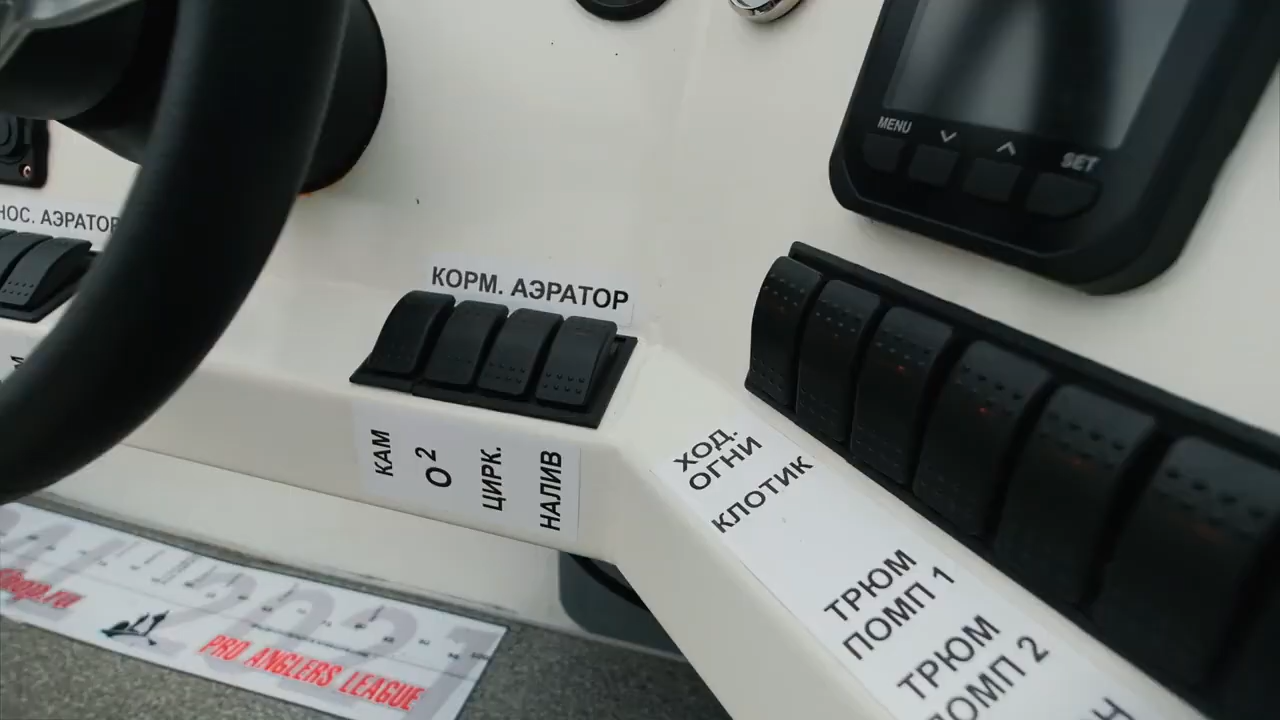 MENU
SET
НОС. АЭРАТОР
КОРМ. АЭРАТОР
КАМ
О²
ЦИРК.
НАЛИВ
ХОД.
ОГНИ
КЛОТИК
ТРЮМ
ПОМП 1
ТРЮМ
ПОМП 2
2021
PRO ANGLERS LEAGUE